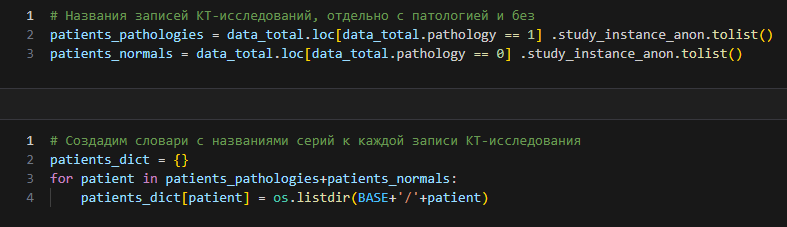 1 # Названия записей КТ-исследований, отдельно с патологией и без
2 patients_pathologies = data_total.loc[data_total.pathology == 1] .study_instance_anon.tolist()
3 patients_normals = data_total.loc[data_total.pathology == 0] .study_instance_anon.tolist()
1 # Создадим словари с названиями серий к каждой записи КТ-исследования
2 patients_dict = {}
3 for patient in patients_pathologies+patients_normals:
4     patients_dict[patient] = os.listdir(BASE+'/'+patient)